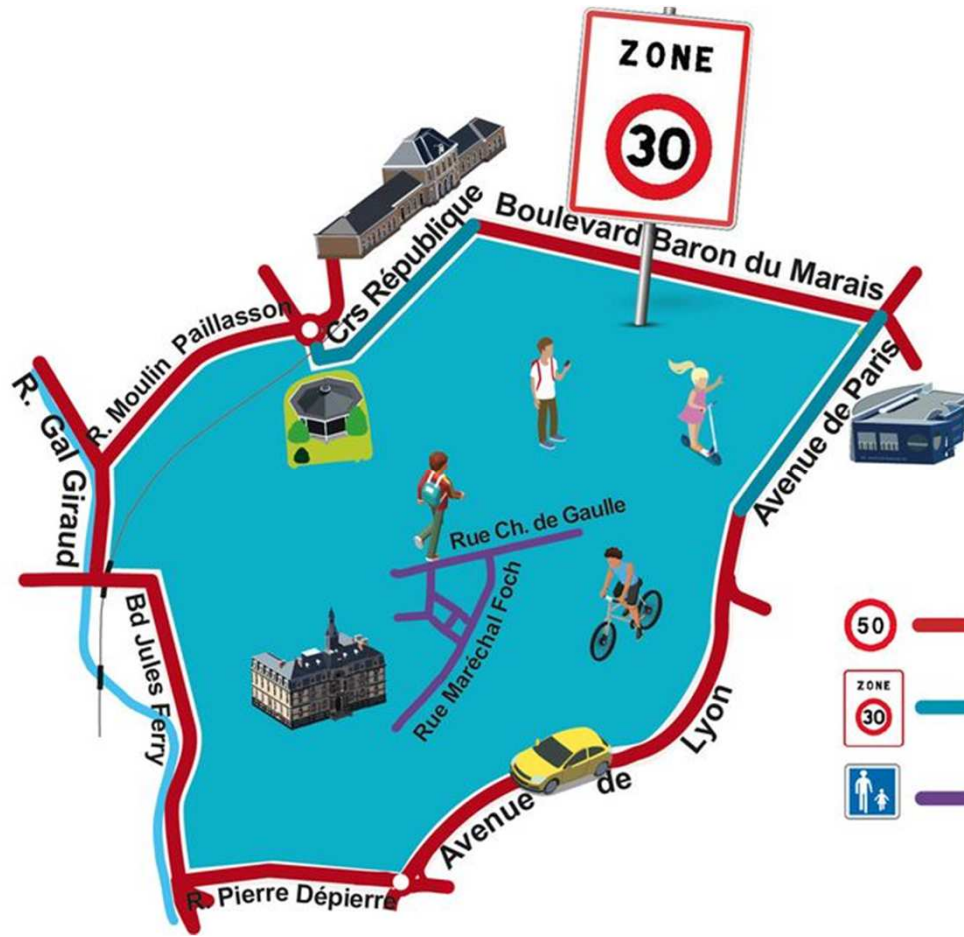 ZONE
30
Boulevard Baron du Marais
Crs République
R. Moulin Paillasson
R. Gal Giraud
Avenue de Paris
Rue Ch. de Gaulle
Rue Maréchal Foch
Bd Jules Ferry
Avenue de Lyon
R. Pierre Dépierre
50
ZONE
30